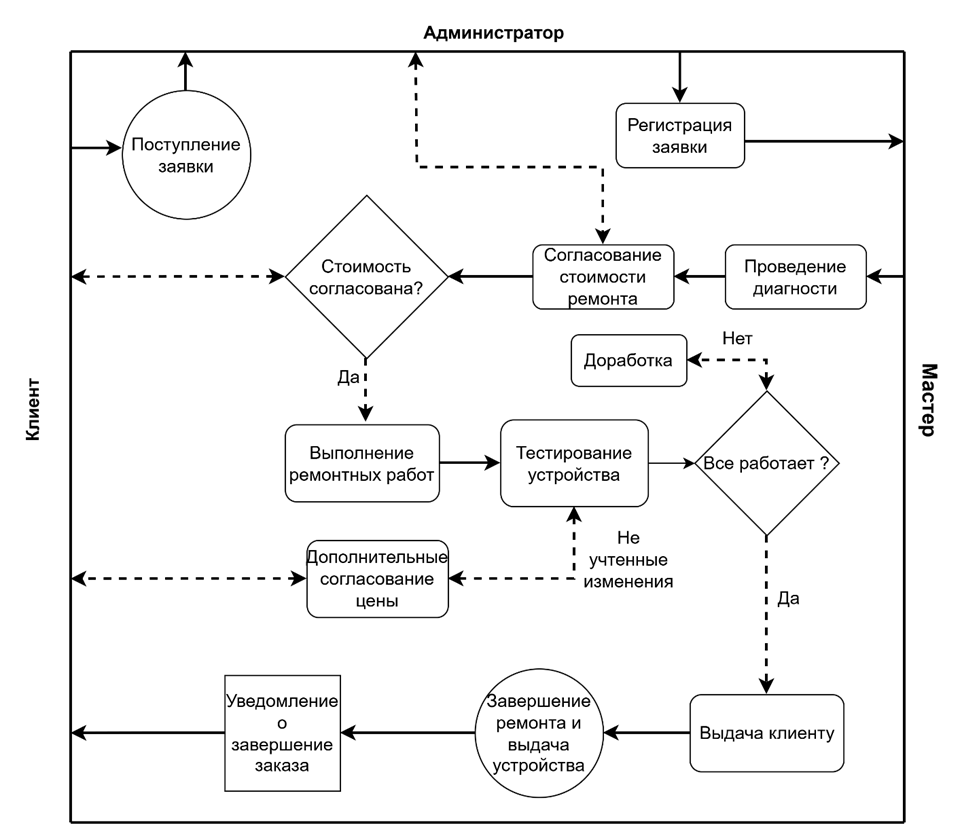 Администратор
Поступление
заявки
Регистрация
заявки
Стоимость
согласована?
Согласование
стоимости
ремонта
Проведение
диагности
Нет
Доработка
Да
Клиент
Мастер
Выполнение
ремонтных работ
Тестирование
устройства
Все работает ?
Не
учтенные
изменения
Дополнительные
согласование
цены
Да
Уведомление
о
завершение
заказа
Завершение
ремонта и
выдача
устройства
Выдача клиенту